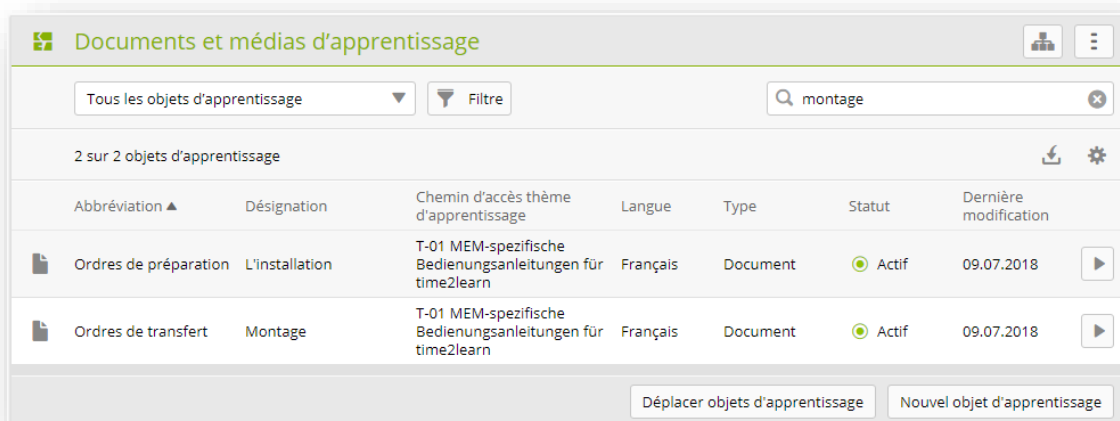 Documents et médias d'apprentissage
Tous les objets d'apprentissage
Filtre
montage
2 sur 2 objets d'apprentissage
Abbréviation ▲ Désignation Chemin d'accès thème d'apprentissage Langue Type Statut Dernière modification
Ordres de préparation L'installation T-01 MEM-spezifische Bedienungsanleitungen für time2learn Français Document Actif 09.07.2018
Ordres de transfert Montage T-01 MEM-spezifische Bedienungsanleitungen für time2learn Français Document Actif 09.07.2018
Déplacer objets d'apprentissage Nouvel objet d'apprentissage